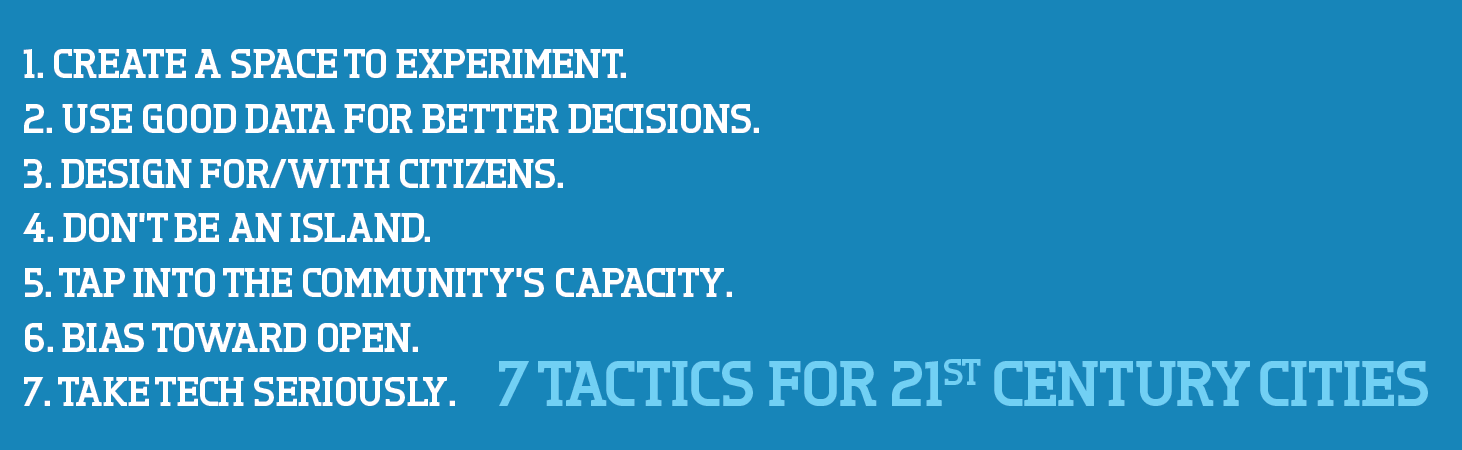 1. CREATE A SPACE TO EXPERIMENT.
2. USE GOOD DATA FOR BETTER DECISIONS.
3. DESIGN FOR/WITH CITIZENS.
4. DON'T BE AN ISLAND.
5. TAP INTO THE COMMUNITY'S CAPACITY.
6. BIAS TOWARD OPEN.
7. TAKE TECH SERIOUSLY.
7 TACTICS FOR 21ST CENTURY CITIES